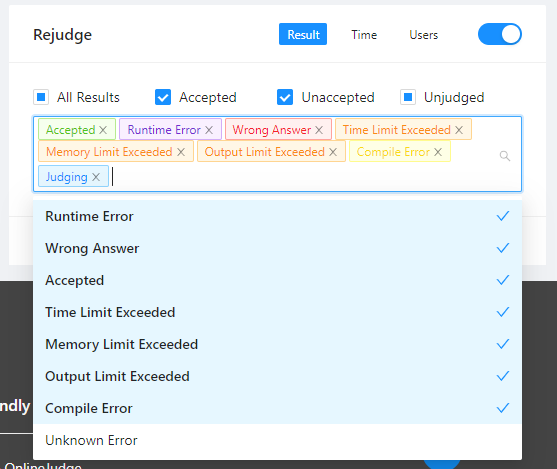 Rejudge Result Time Users
All Results Accepted Unaccepted Unjudged
Accepted Runtime Error Wrong Answer Time Limit Exceeded
Memory Limit Exceeded Output Limit Exceeded Compile Error
Judging
Runtime Error
Wrong Answer
Accepted
Time Limit Exceeded
Memory Limit Exceeded
Output Limit Exceeded
Compile Error
ndly
Unknown Error
OnlineJudge